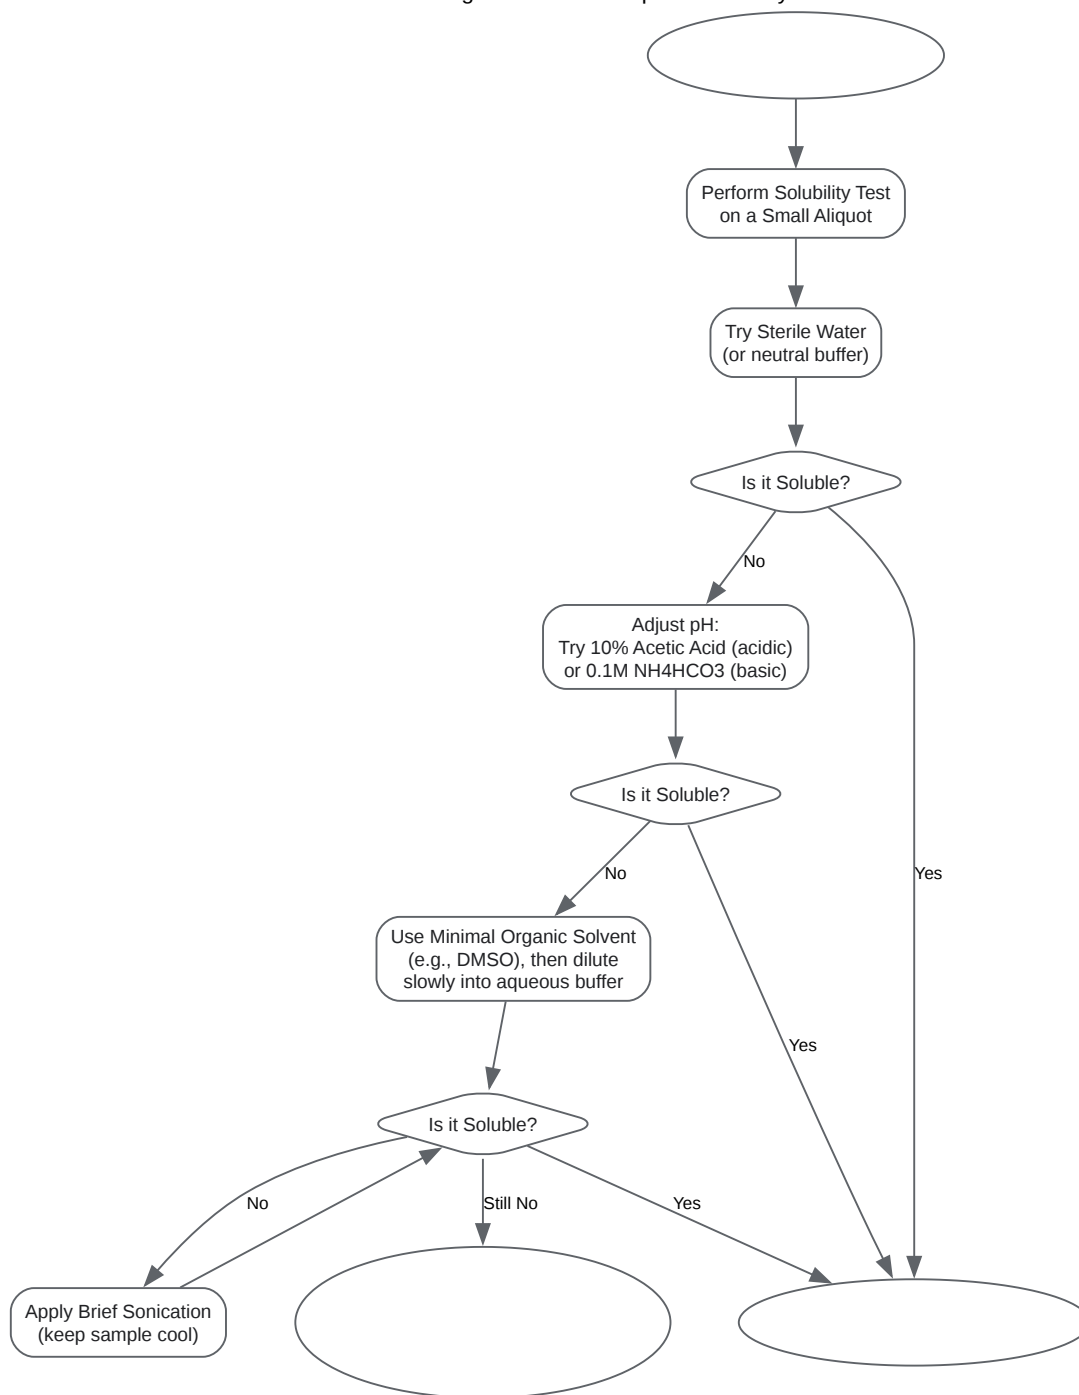 Perform Solubility Test
on a Small Aliquot
Try Sterile Water
(or neutral buffer)
Is it Soluble?
No
Adjust pH:
Try 10% Acetic Acid (acidic)
or 0.1M NH4HCO3 (basic)
Is it Soluble?
No
Yes
Use Minimal Organic Solvent
(e.g., DMSO), then dilute
slowly into aqueous buffer
Yes
Is it Soluble?
No
Still No
Yes
Apply Brief Sonication
(keep sample cool)